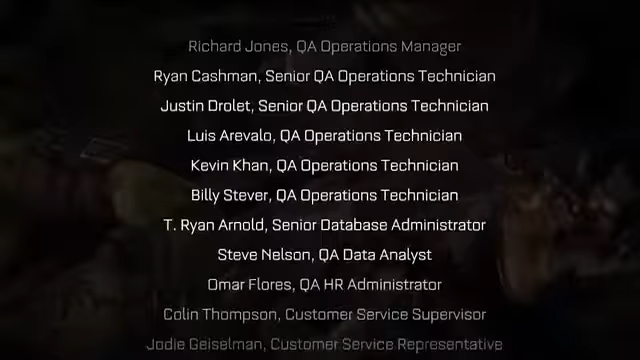 Richard Jones, QA Operations Manager
Ryan Cashman, Senior QA Operations Technician
Justin Drolet, Senior QA Operations Technician
Luis Arevalo, QA Operations Technician
Kevin Khan, QA Operations Technician
Billy Stever, QA Operations Technician
T. Ryan Arnold, Senior Database Administrator
Steve Nelson, QA Data Analyst
Omar Flores, QA HR Administrator
Colin Thompson, Customer Service Supervisor
Jodie Geiselman, Customer Service Representative